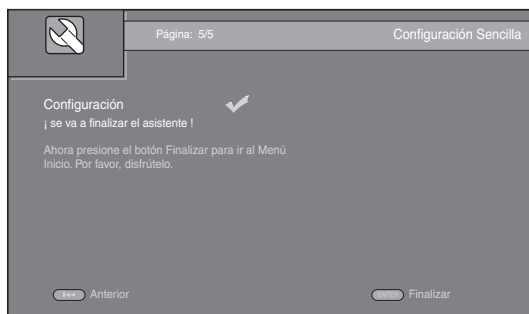 Página: 5/5
Configuración Sencilla
Configuración
¡ se va a finalizar el asistente !
Ahora presione el botón Finalizar para ir al Menú
Inicio. Por favor, disfrútelo.
Anterior
ENTER Finalizar